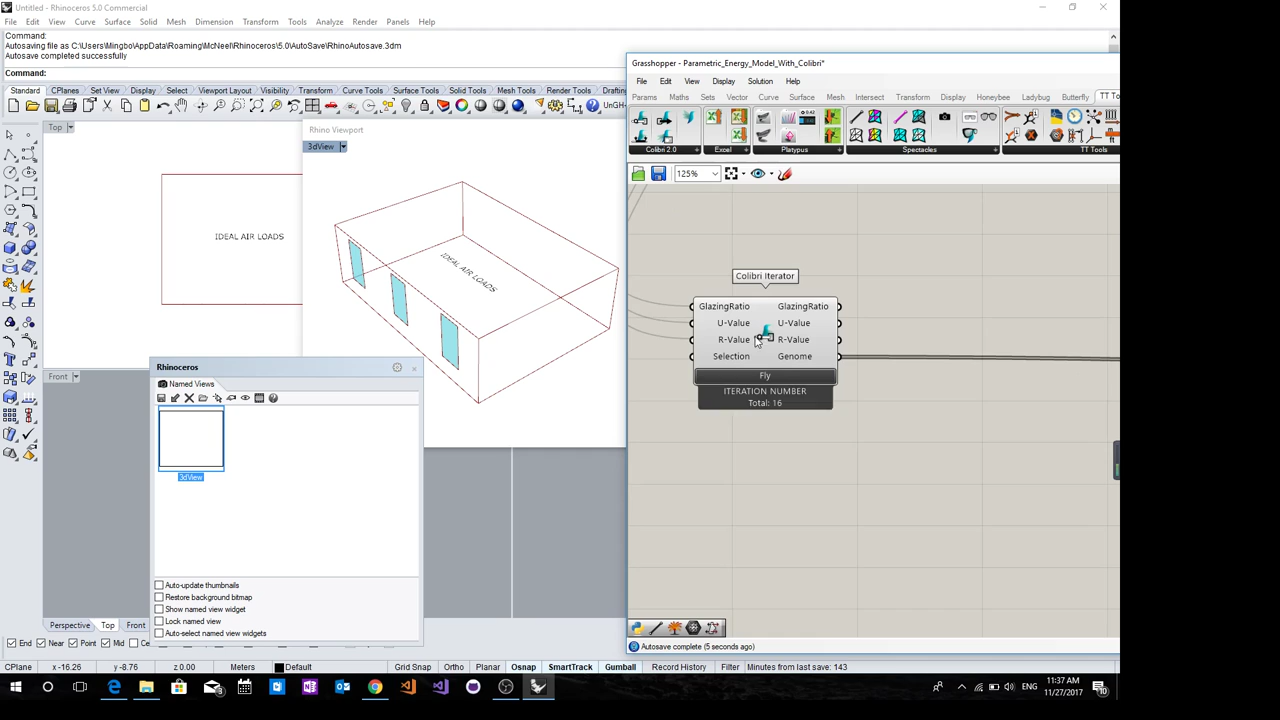 Untitled - Rhinoceros 5.0 Commercial
File Edit View Curve Surface Solid Mesh Dimension Transform Tools Analyze Render Panels Help
Command:
Autosaving file as C:\Users\Mingbo\AppData\Roaming\McNeel\Rhinoceros\5.0\AutoSave\RhinoAutosave.3dm
Autosave completed successfully
Command:
Standard CPlanes Set View Display Select Viewport Layout Visibility Transform Curve Tools Surface Tools Solid Tools Mesh Tools Render Tools Drafting
UnGH
Top
Rhino Viewport
3dView
IDEAL AIR LOADS
IDEAL AIR LOADS
Front
Rhinoceros
Named Views
3dView
Auto-update thumbnails
Restore background bitmap
Show named view widget
Lock named view
Auto-select named view widgets
Grasshopper - Parametric_Energy_Model_With_Colibri*
File Edit View Display Solution Help
Params Maths Sets Vector Curve Surface Mesh Intersect Transform Display Honeybee Ladybug Butterfly
Colibri 2.0 Excel Platypus Spectacles TT Tools
125%
Colibri Iterator
GlazingRatio GlazingRatio
U-Value U-Value
R-Value R-Value
Selection Genome
Fly
ITERATION NUMBER
Total: 16
Autosave complete (5 seconds ago)
Perspective Top Front
End Near Point Mid
CPlane x -16.26 y -8.76 z 0.00 Meters Default Grid Snap Ortho Planar Osnap SmartTrack Gumball Record History Filter Minutes from last save: 143
ENG
11:37 AM
11/27/2017